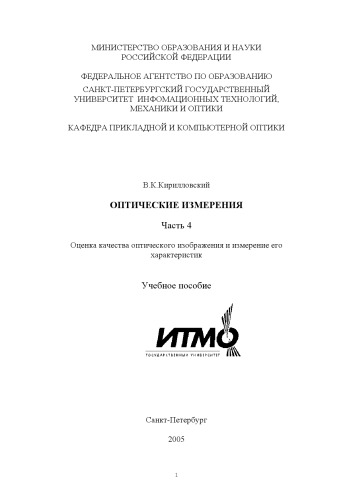 МИНИСТЕРСТВО ОБРАЗОВАНИЯ И НАУКИ
РОССИЙСКОЙ ФЕДЕРАЦИИ
ФЕДЕРАЛЬНОЕ АГЕНТСТВО ПО ОБРАЗОВАНИЮ
САНКТ-ПЕТЕРБУРГСКИЙ ГОСУДАРСТВЕННЫЙ
УНИВЕРСИТЕТ ИНФОМАЦИОННЫХ ТЕХНОЛОГИЙ,
МЕХАНИКИ И ОПТИКИ
КАФЕДРА ПРИКЛАДНОЙ И КОМПЬЮТЕРНОЙ ОПТИКИ
В.К.Кирилловский
ОПТИЧЕСКИЕ ИЗМЕРЕНИЯ
Часть 4
Оценка качества оптического изображения и измерение его
характеристик
Учебное пособие
ИТМО
ГОСУДАРСТВЕННЫЙ УНИВЕРСИТЕТ
Санкт-Петербург
2005
1